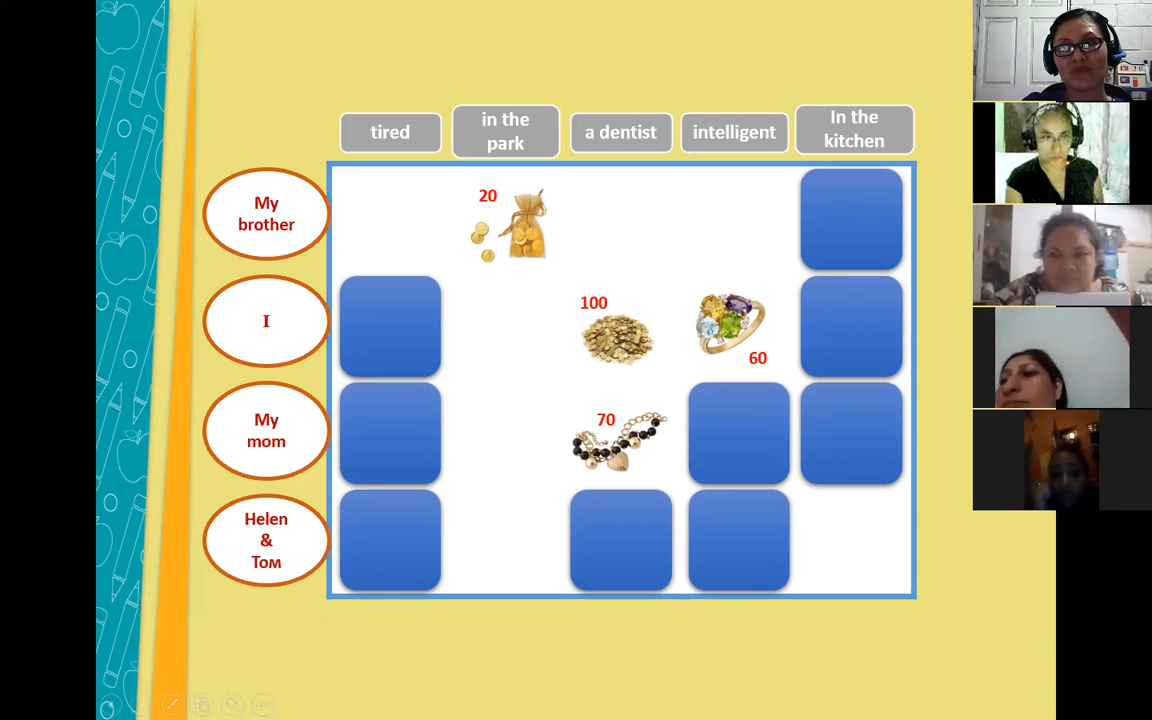 tired
in the
park
a dentist
intelligent
In the
kitchen
My
brother
20
I
100
60
My
mom
70
Helen
&
Tom